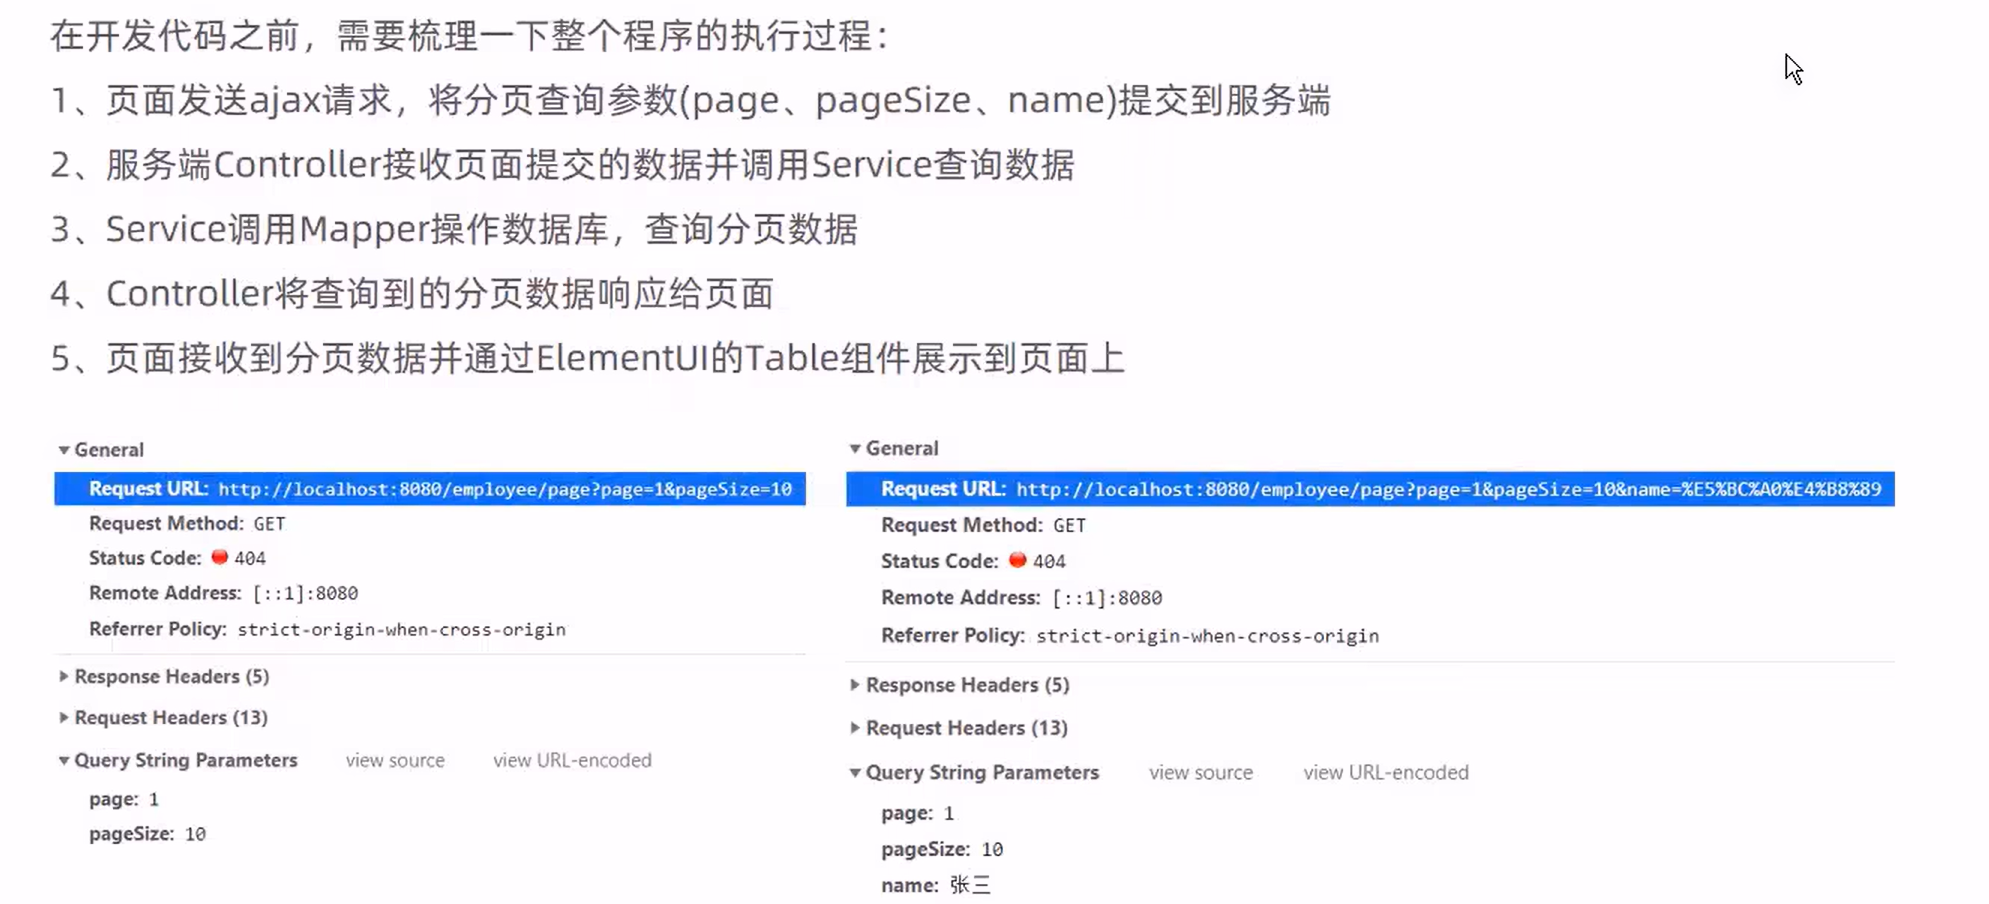 在开发代码之前，需要梳理一下整个程序的执行过程：
1、页面发送ajax请求，将分页查询参数(page、pageSize、name)提交到服务端
2、服务端Controller接收页面提交的数据并调用Service查询数据
3、Service调用Mapper操作数据库，查询分页数据
4、Controller将查询到的分页数据响应给页面
5、页面接收到分页数据并通过ElementUI的Table组件展示到页面上
General
Request URL: http://localhost:8080/employee/page?page=1&pageSize=10
Request Method: GET
Status Code: 404
Remote Address: [::1]:8080
Referrer Policy: strict-origin-when-cross-origin
Response Headers (5)
Request Headers (13)
Query String Parameters view source view URL-encoded
page: 1
pageSize: 10
General
Request URL: http://localhost:8080/employee/page?page=1&pageSize=10&name=%E5%BC%A0%E4%B8%89
Request Method: GET
Status Code: 404
Remote Address: [::1]:8080
Referrer Policy: strict-origin-when-cross-origin
Response Headers (5)
Request Headers (13)
Query String Parameters view source view URL-encoded
page: 1
pageSize: 10
name: 张三